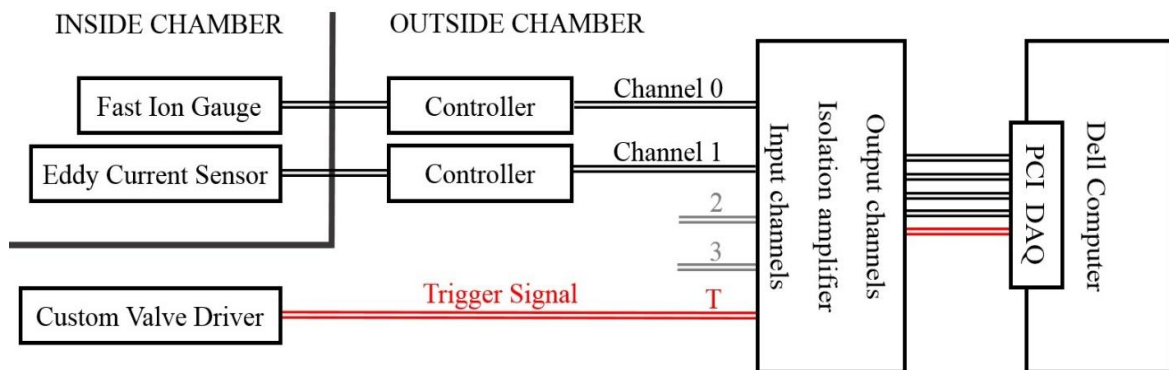 INSIDE CHAMBER
OUTSIDE CHAMBER
Fast Ion Gauge
Controller
Channel 0
Eddy Current Sensor
Controller
Channel 1
2
3
Custom Valve Driver
Trigger Signal
T
Input channels
Isolation amplifier
Output channels
PCI DAQ
Dell Computer